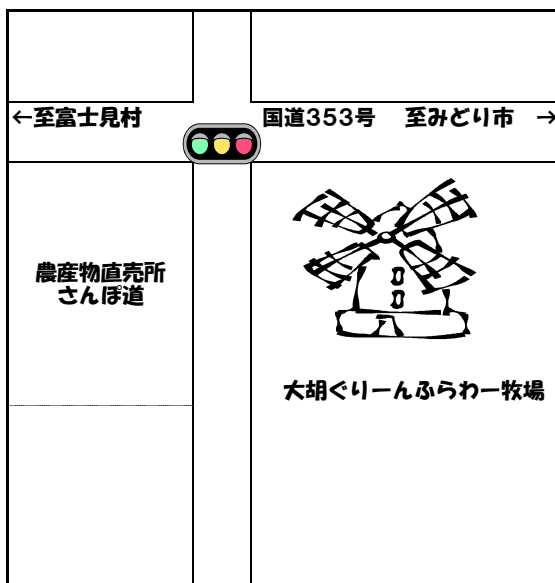 ←至富士見村
国道353号 至みどり市 →
農産物直売所
さんぽ道
大胡ぐりーんふらわー牧場